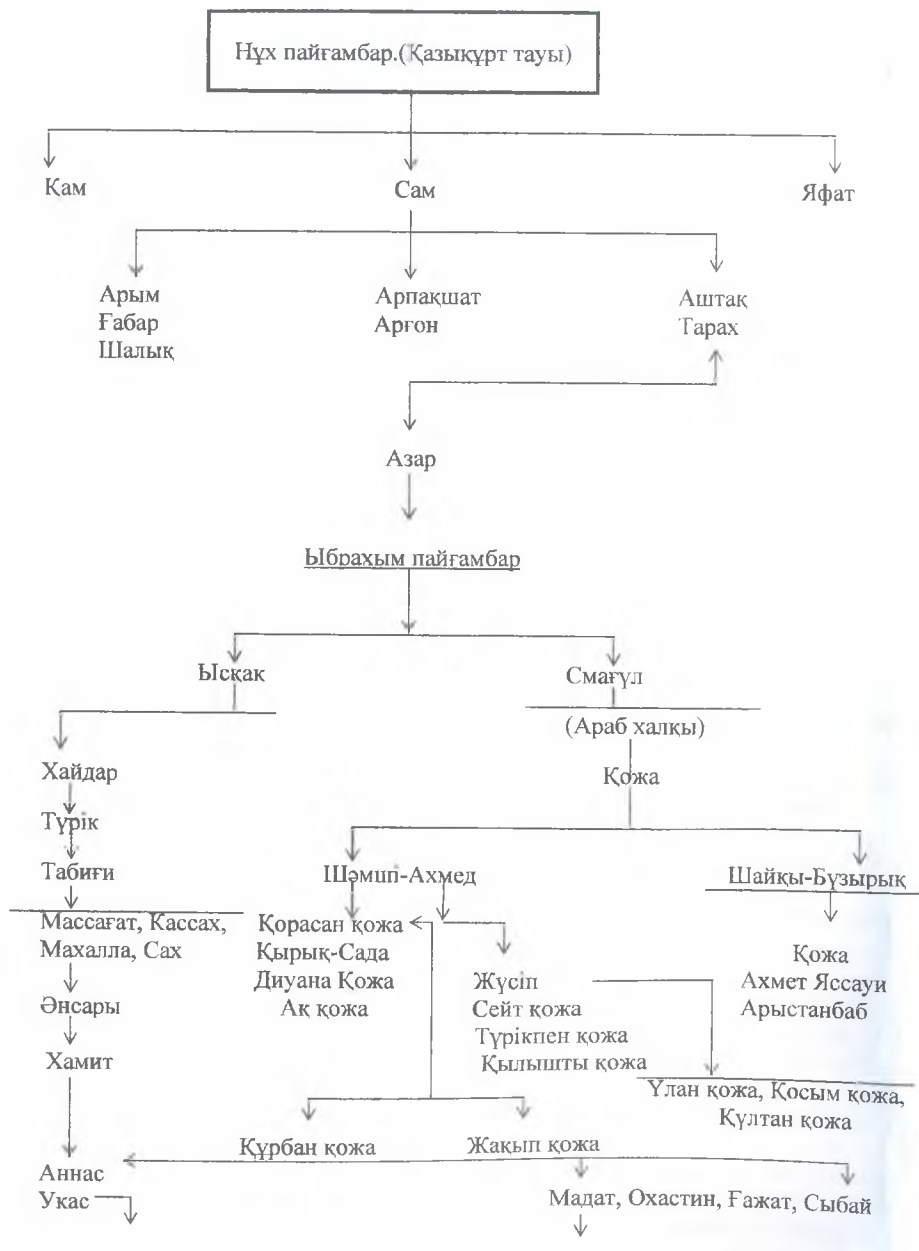 Нұх пайғамбар.(Қазықұрт тауы)
Қам
Сам
Яфат
Арым
Ғабар
Шалық
Арпақшат
Арғон
Аштақ
Тарах
Азар
Ыбрахым пайғамбар
Ысқак
Смағұл
(Араб халқы)
Хайдар
Қожа
Түрік
Табиғи
Шәмип-Ахмед
Шайқы-Бұзырық
Массағат, Кассах,
Махалла, Сах
Қорасан қожа
Қырық-Сада
Диуана Қожа
Ақ қожа
Қожа
Ахмет Яссауи
Арыстанбаб
Жүсіп
Сейт қожа
Түрікпен қожа
Қылышты қожа
Әнсары
Хамит
Ұлан қожа, Қосым қожа,
Құлтан қожа
Құрбан қожа
Жақып қожа
Аннас
Укас
Мадат, Охастин, Ғажат, Сыбай